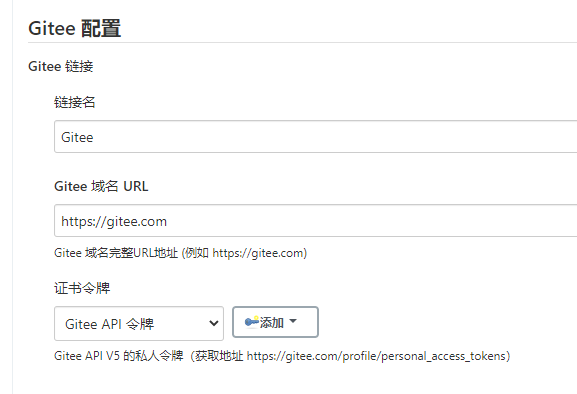 Gitee 配置
Gitee 链接
链接名
Gitee
Gitee 域名 URL
https://gitee.com
Gitee 域名完整URL地址 (例如 https://gitee.com)
证书令牌
Gitee API 令牌
添加
Gitee API V5 的私人令牌（获取地址 https://gitee.com/profile/personal_access_tokens）